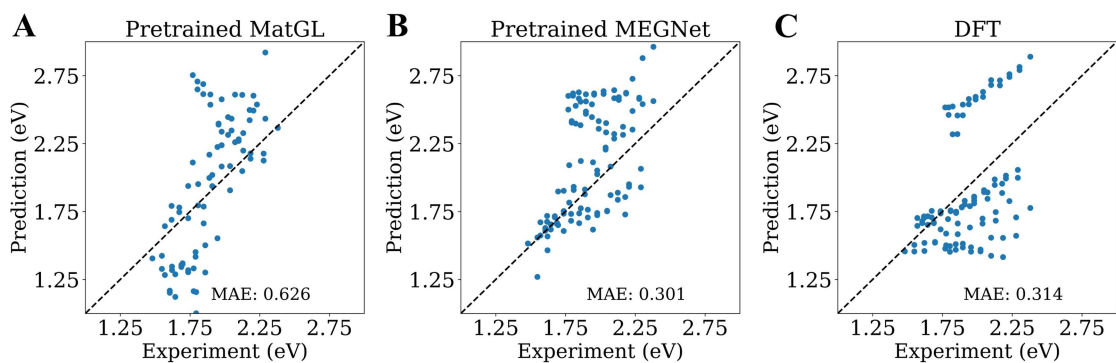 A
Pretrained MatGL
Prediction (eV)
2.75
2.25
1.75
1.25
MAE: 0.626
1.25 1.75 2.25 2.75
Experiment (eV)
B
Pretrained MEGNet
Prediction (eV)
2.75
2.25
1.75
1.25
MAE: 0.301
1.25 1.75 2.25 2.75
Experiment (eV)
C
DFT
Prediction (eV)
2.75
2.25
1.75
1.25
MAE: 0.314
1.25 1.75 2.25 2.75
Experiment (eV)